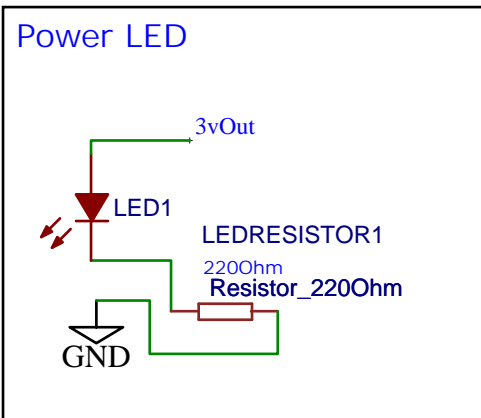 Power LED
3vOut
LED1
LEDRESISTOR1
220Ohm
Resistor_220Ohm
GND